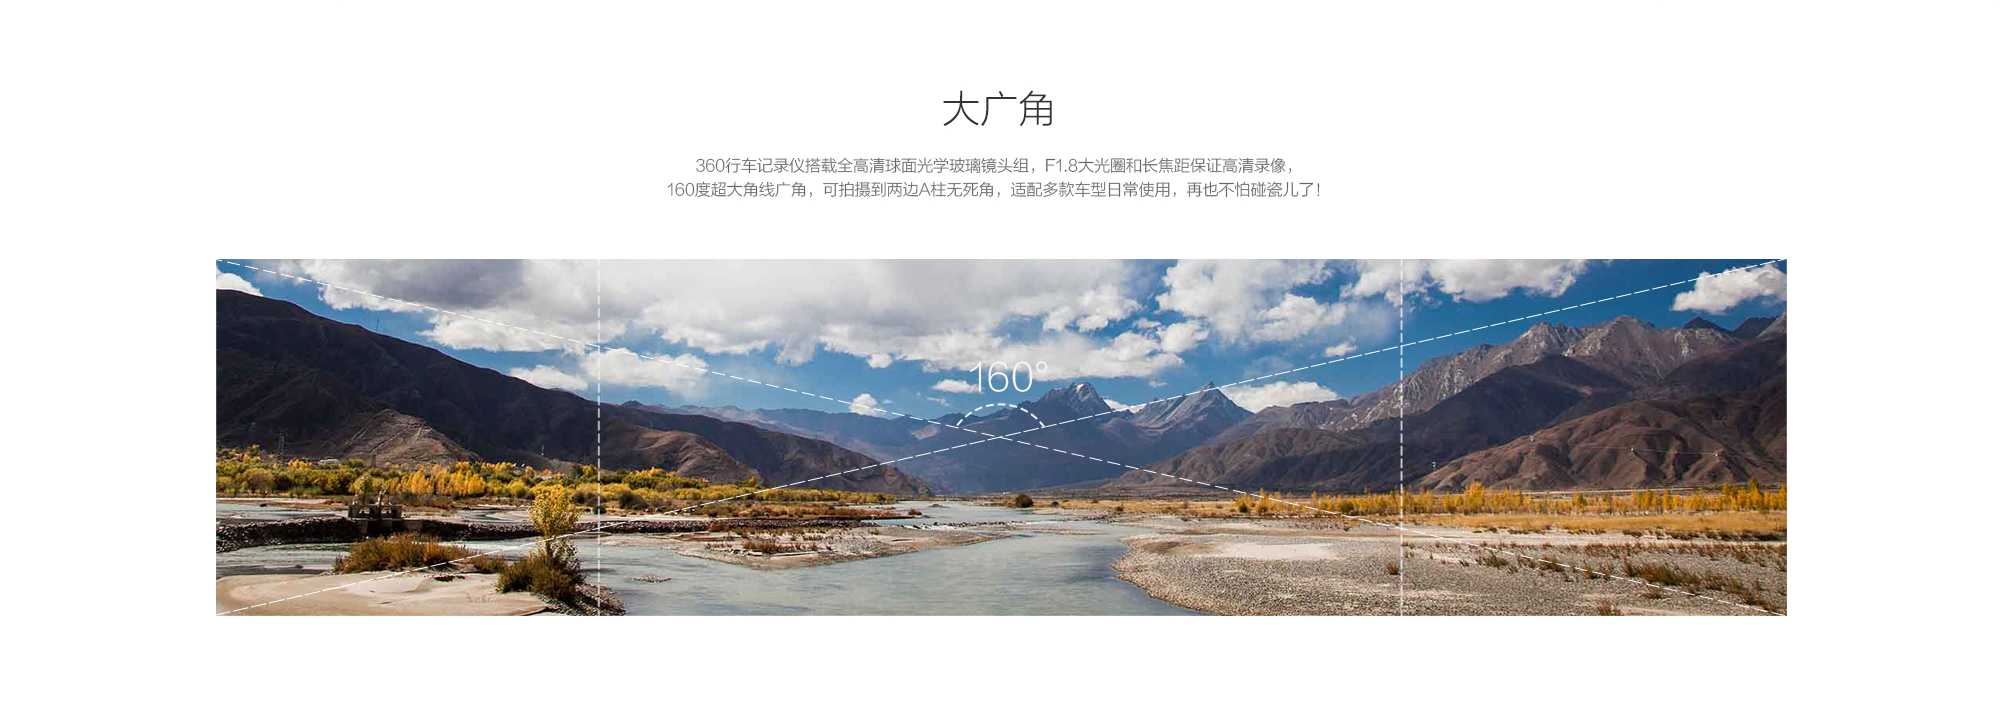 大广角
360行车记录仪搭载全高清球面光学玻璃镜头组，F1.8大光圈和长焦距保证高清录像，
160度超大角线广角，可拍摄到两边A柱无死角，适配多款车型日常使用，再也不怕碰瓷儿了！
160°